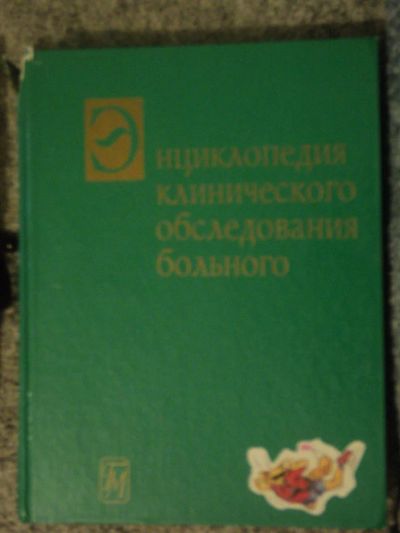 Энциклопедия
клинического
обследования
больного
М